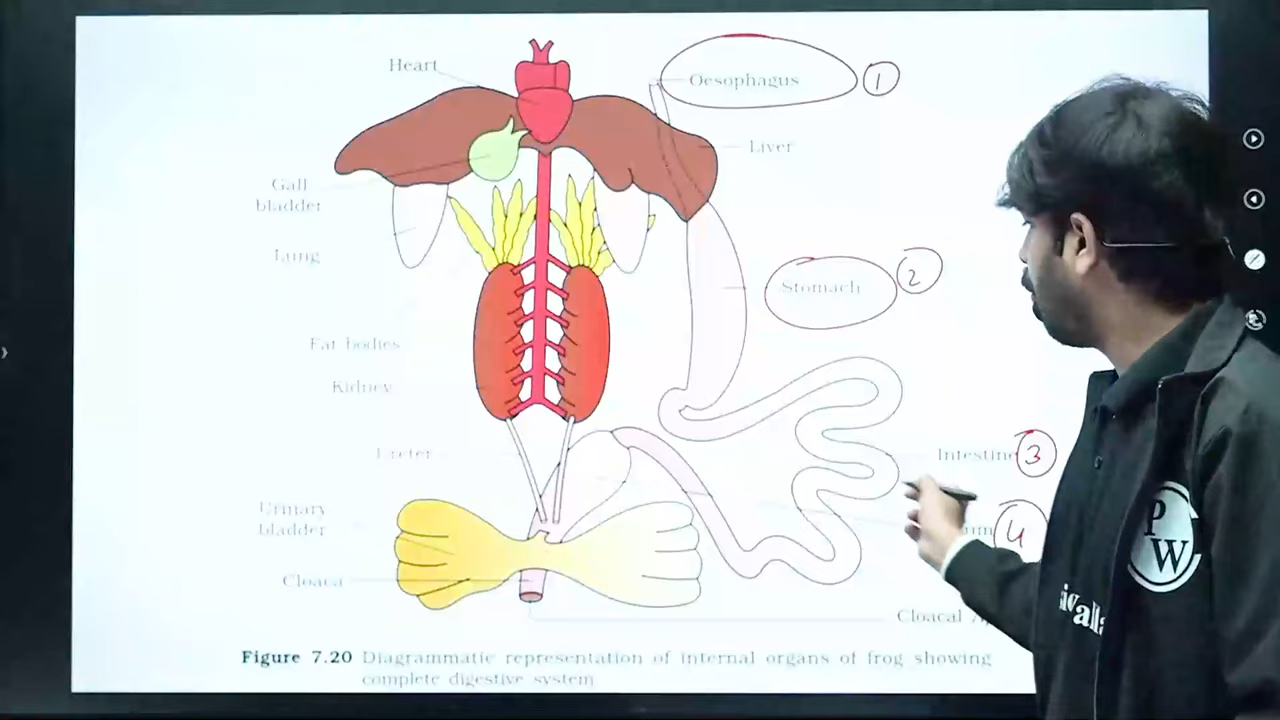 Heart
Oesophagus 1
Liver
Gall
bladder
Lung
Stomach 2
Fat bodies
Kidney
Ureter
Intestine 3
Urinary
bladder
4
Cloaca
Cloacal
Figure 7.20 Diagrammatic representation of internal organs of frog showing
complete digestive system
P
W